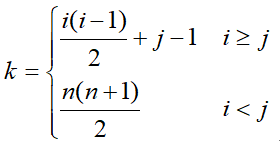 k = { i(i−1)/2 + j−1   i ≥ j
n(n+1)/2   i < j